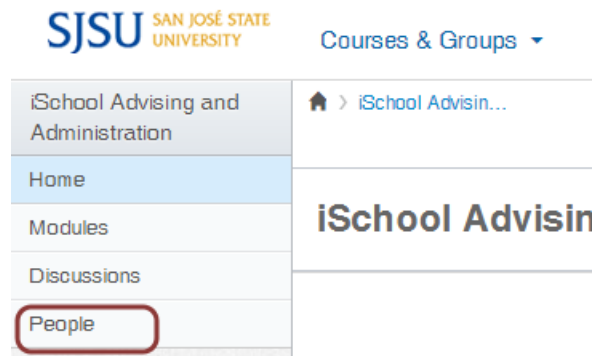 SJSU SAN JOSÉ STATE
UNIVERSITY
Courses & Groups
iSchool Advising and
Administration
iSchool Advisin...
Home
Modules
iSchool Advisin
Discussions
People